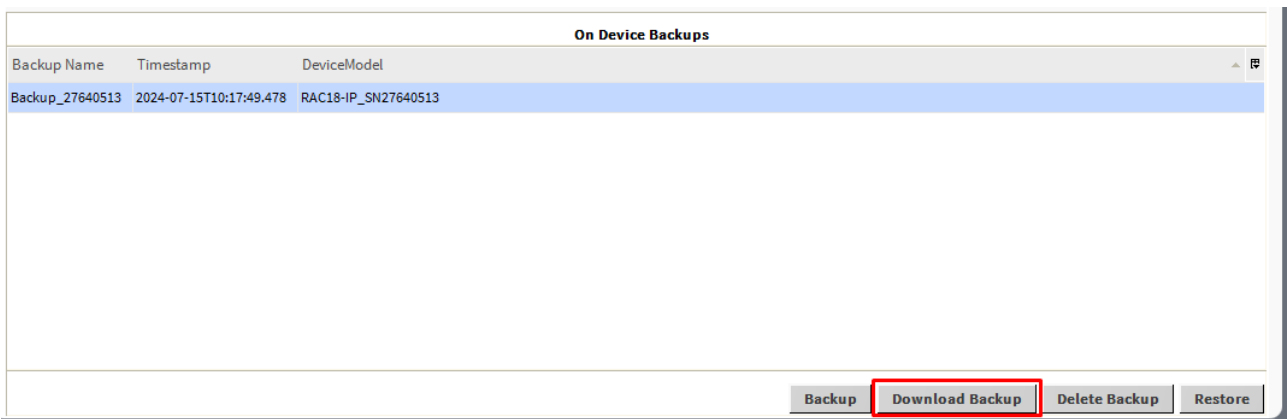 On Device Backups
Backup Name Timestamp DeviceModel
Backup_27640513 2024-07-15T10:17:49.478 RAC18-IP_SN27640513
Backup Download Backup Delete Backup Restore